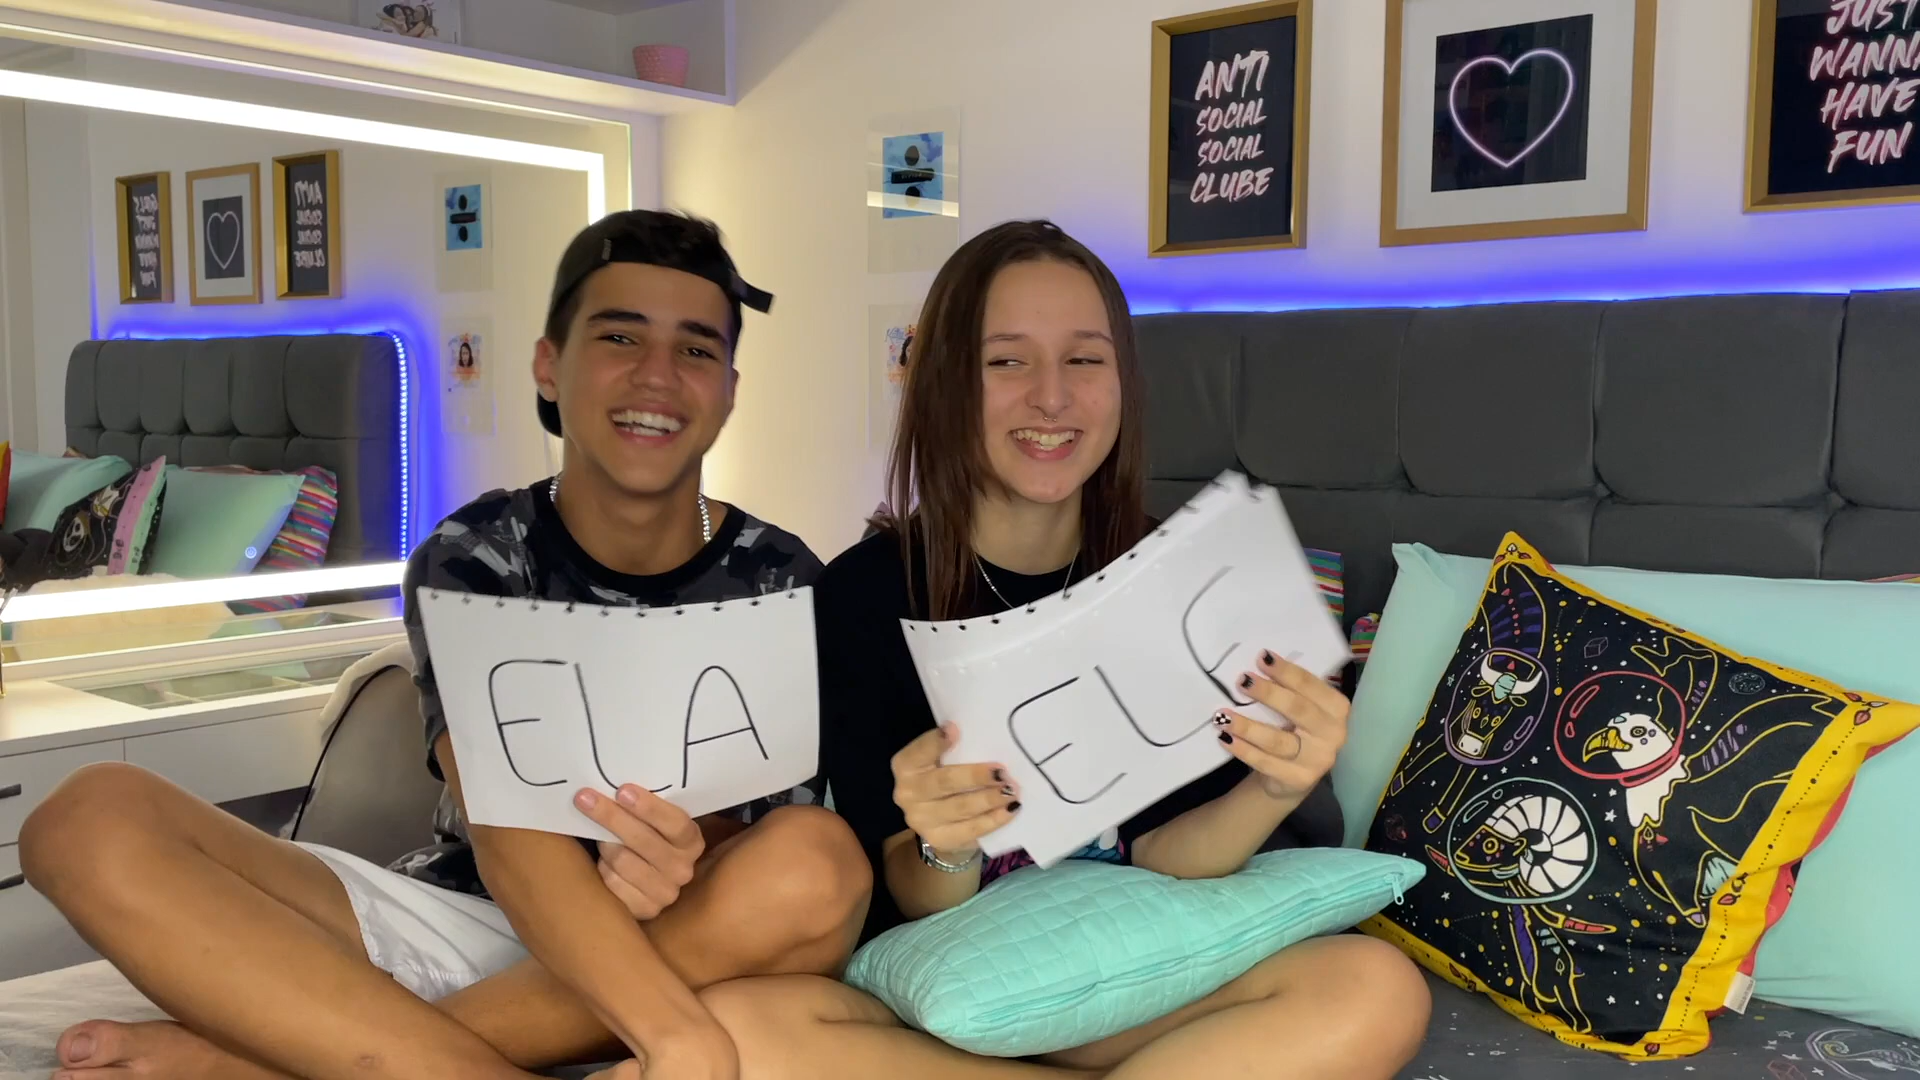 ANTI
SOCIAL
SOCIAL
CLUBE
JUST
WANNA
HAVE
FUN
ELA
ELE